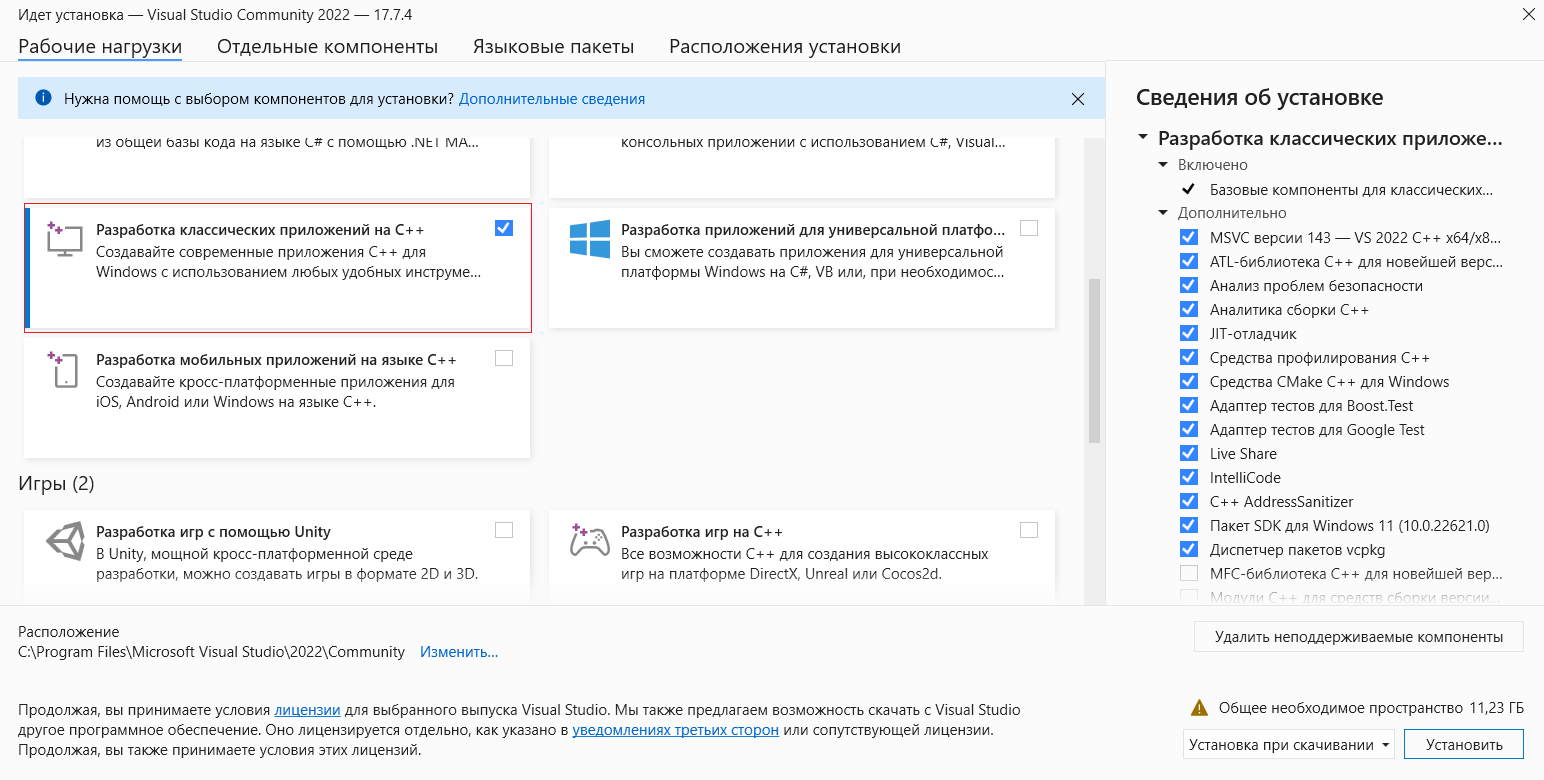 Идет установка — Visual Studio Community 2022 — 17.7.4
Рабочие нагрузки Отдельные компоненты Языковые пакеты Расположения установки
Нужна помощь с выбором компонентов для установки? Дополнительные сведения
из общей базы кода на языке C# с помощью .NET MA...
консольных приложений с использованием C#, Visual...
Разработка классических приложений на C++
Создавайте современные приложения C++ для
Windows с использованием любых удобных инструме...
Разработка приложений для универсальной платфо...
Вы сможете создавать приложения для универсальной
платформы Windows на C#, VB или, при необходимос...
Разработка мобильных приложений на языке C++
Создавайте кросс-платформенные приложения для
iOS, Android или Windows на языке C++.
Игры (2)
Разработка игр с помощью Unity
В Unity, мощной кросс-платформенной среде
разработки, можно создавать игры в формате 2D и 3D.
Разработка игр на C++
Все возможности C++ для создания высококлассных
игр на платформе DirectX, Unreal или Cocos2d.
Сведения об установке
Разработка классических приложе...
Включено
Базовые компоненты для классических...
Дополнительно
MSVC версии 143 — VS 2022 C++ x64/x8...
ATL-библиотека C++ для новейшей верс...
Анализ проблем безопасности
Аналитика сборки C++
JIT-отладчик
Средства профилирования C++
Средства CMake C++ для Windows
Адаптер тестов для Boost.Test
Адаптер тестов для Google Test
Live Share
IntelliCode
C++ AddressSanitizer
Пакет SDK для Windows 11 (10.0.22621.0)
Диспетчер пакетов vcpkg
MFC-библиотека C++ для новейшей вер...
Модули C++ для средств сборки версии...
Расположение
C:\Program Files\Microsoft Visual Studio\2022\Community Изменить...
Удалить неподдерживаемые компоненты
Продолжая, вы принимаете условия лицензии для выбранного выпуска Visual Studio. Мы также предлагаем возможность скачать с Visual Studio
другое программное обеспечение. Оно лицензируется отдельно, как указано в уведомлениях третьих сторон или сопутствующей лицензии.
Продолжая, вы также принимаете условия этих лицензий.
Общее необходимое пространство 11,23 ГБ
Установка при скачивании Установить